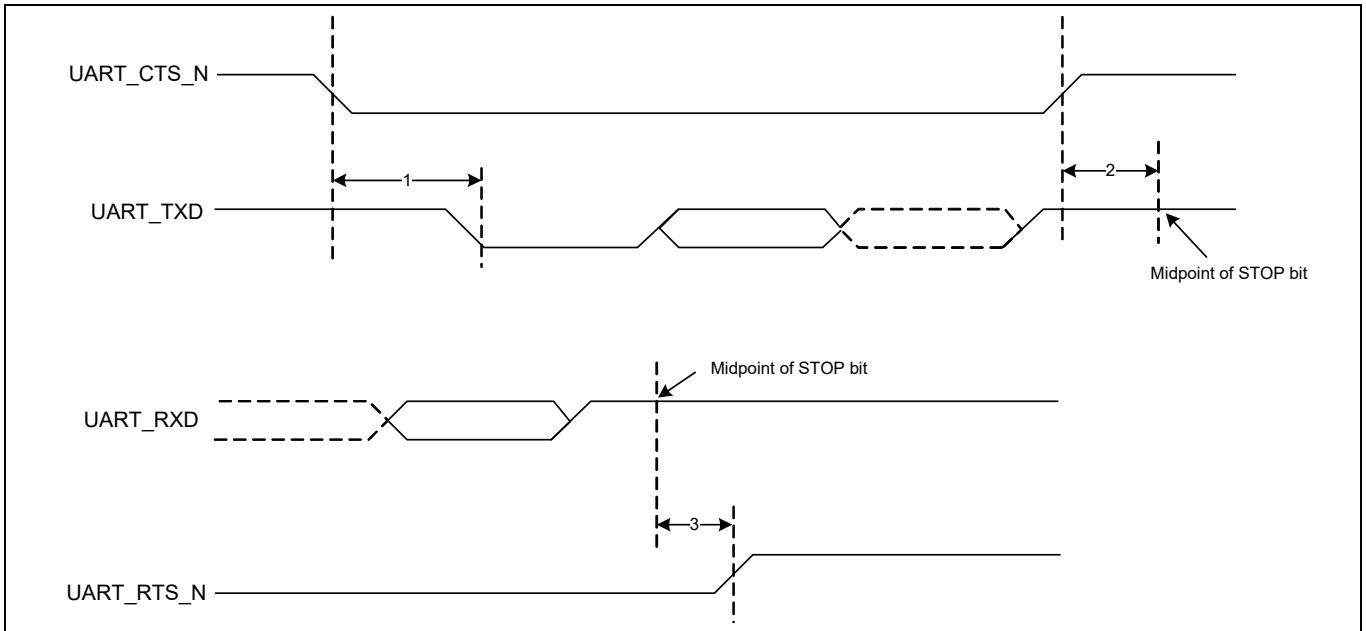 UART_CTS_N
1
2
UART_TXD
Midpoint of STOP bit
Midpoint of STOP bit
UART_RXD
3
UART_RTS_N